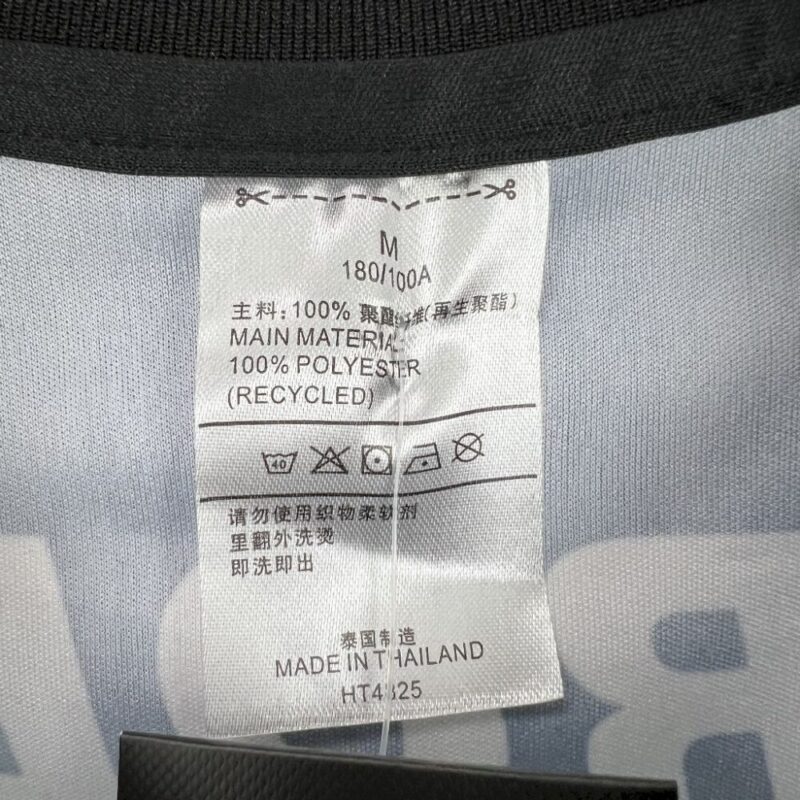 M
180/100A
主料：100% 聚酯纤维(再生聚酯)
MAIN MATERIAL:
100% POLYESTER
(RECYCLED)
40
请勿使用织物柔软剂
里翻外洗烫
即洗即出
泰国制造
MADE IN THAILAND